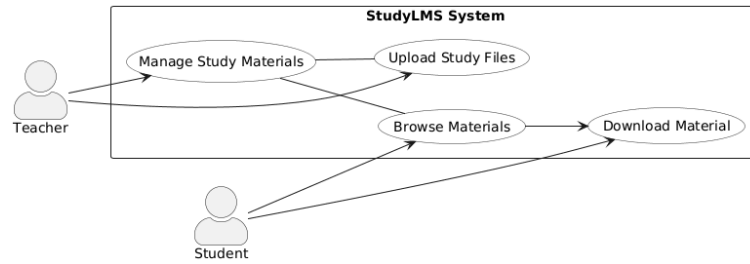 StudyLMS System
Manage Study Materials
Upload Study Files
Teacher
Browse Materials
Download Material
Student